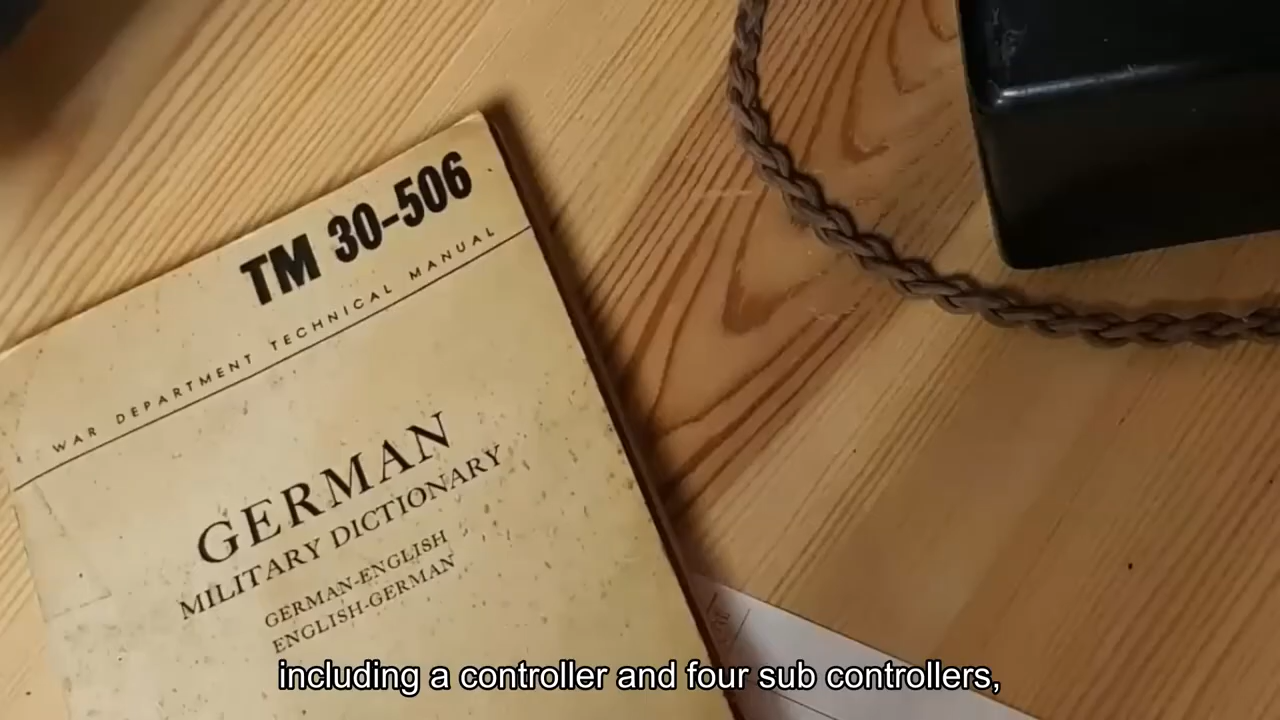 TM 30-506
WAR DEPARTMENT TECHNICAL MANUAL
GERMAN
MILITARY DICTIONARY
GERMAN-ENGLISH
ENGLISH-GERMAN
including a controller and four sub controllers,